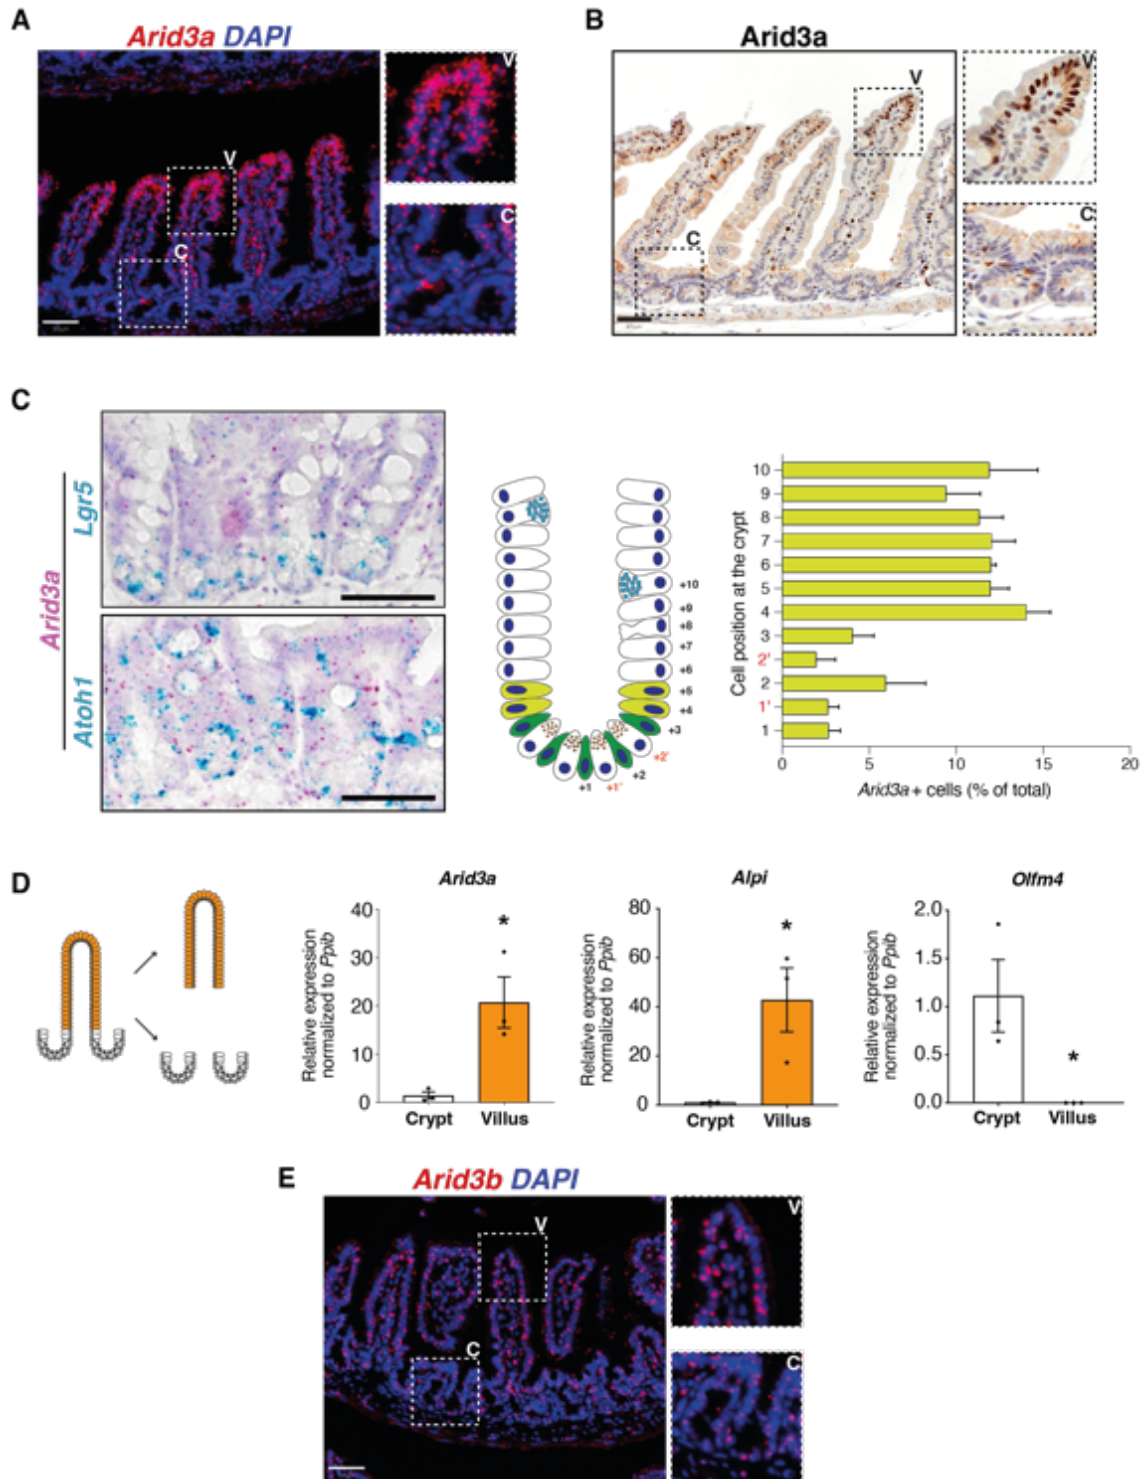 A
Arid3a DAPI
V
C
V
C
B
Arid3a
V
C
V
C
C
Arid3a
Lgr5
Atoh1
+10
+9
+8
+7
+6
+5
+4
+3
+2'
+2
+1'
+1
Cell position at the crypt
10
9
8
7
6
5
4
3
2'
2
1'
1
0 5 10 15 20
Arid3a+ cells (% of total)
D
Arid3a
Relative expression
normalized to Ppib
40
30
20
10
0
*
Crypt Villus
Alpi
Relative expression
normalized to Ppib
80
60
40
20
0
*
Crypt Villus
Olfm4
Relative expression
normalized to Ppib
2.0
1.5
1.0
0.5
0.0
*
Crypt Villus
E
Arid3b DAPI
V
C
V
C